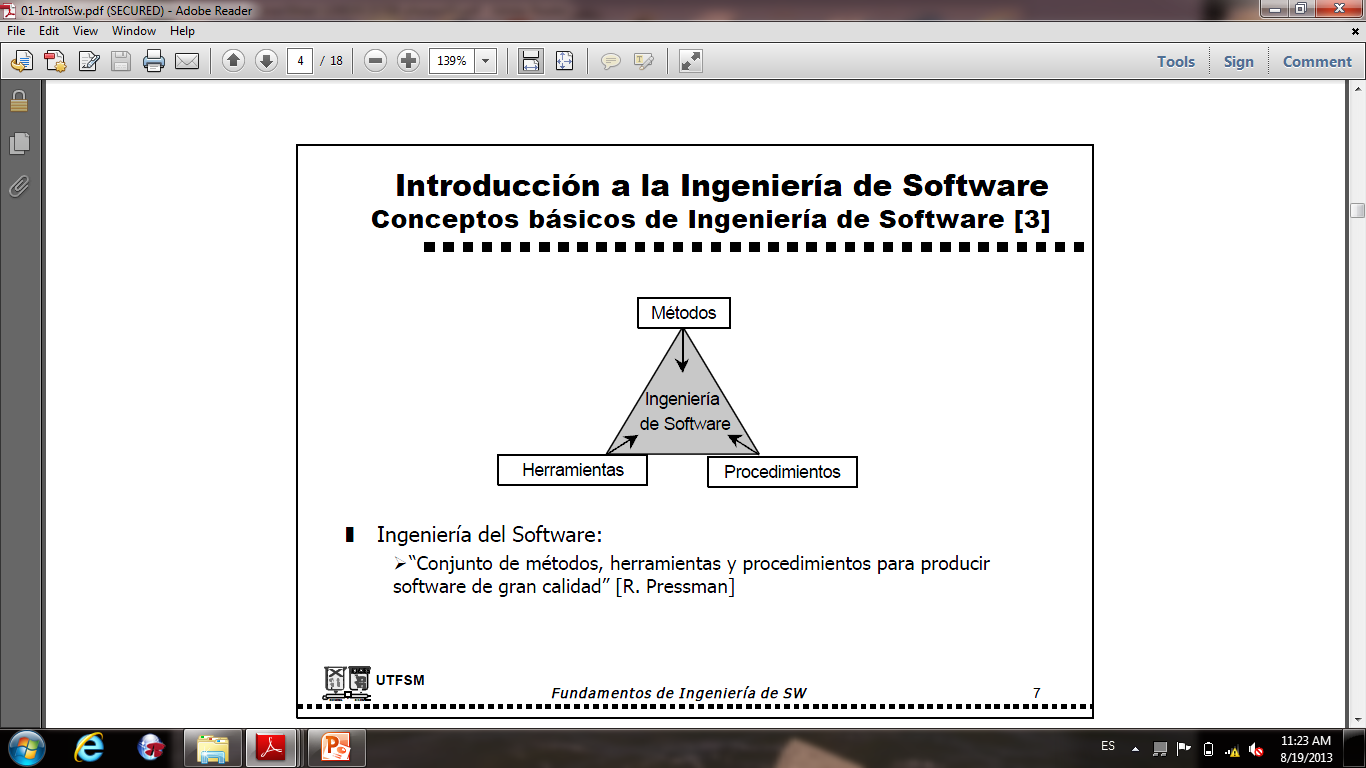 01-IntroISw.pdf (SECURED) - Adobe Reader
File Edit View Window Help
4 / 18 139% Tools Sign Comment
Introducción a la Ingeniería de Software
Conceptos básicos de Ingeniería de Software [3]
Métodos
Ingeniería
de Software
Herramientas Procedimientos
Ingeniería del Software:
“Conjunto de métodos, herramientas y procedimientos para producir
software de gran calidad” [R. Pressman]
UTFSM
Fundamentos de Ingeniería de SW 7
ES 11:23 AM
8/19/2013